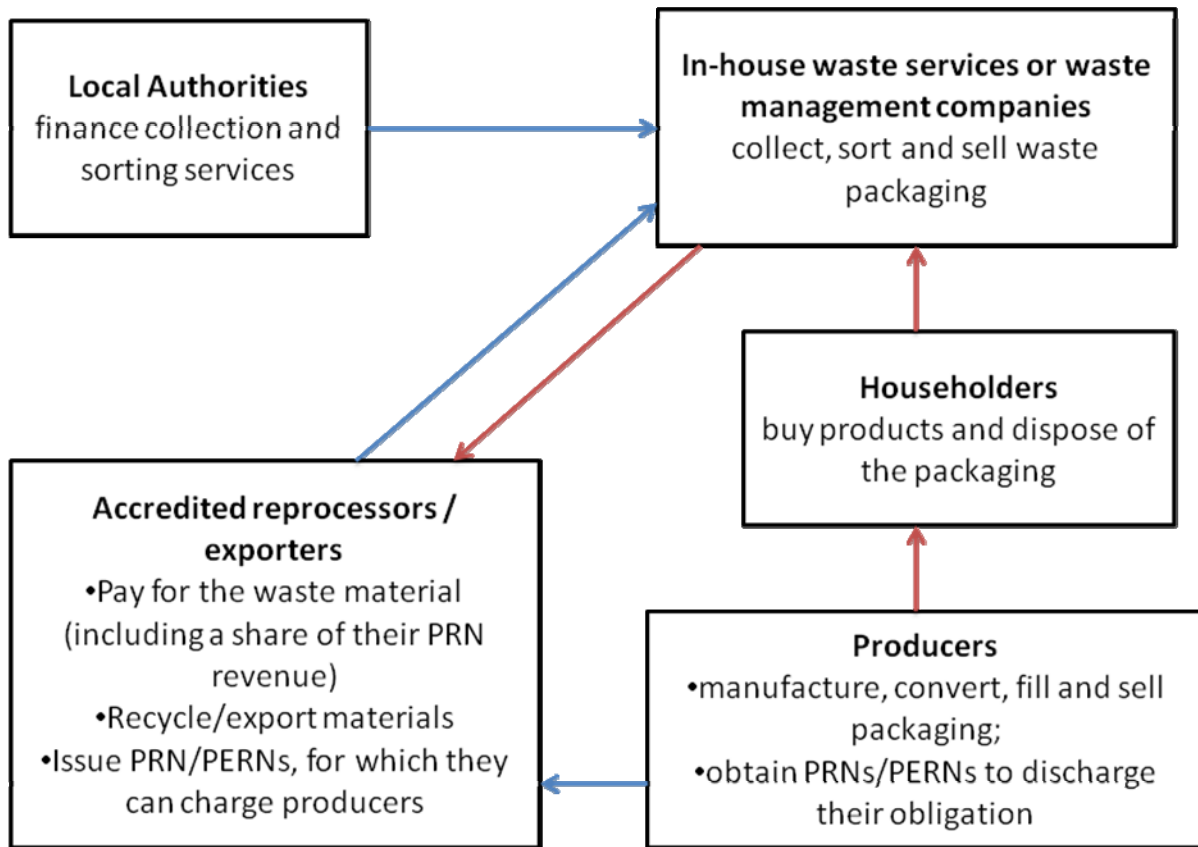 Local Authorities
finance collection and
sorting services
In-house waste services or waste
management companies
collect, sort and sell waste
packaging
Householders
buy products and dispose of
the packaging
Accredited reprocessors /
exporters
•Pay for the waste material
(including a share of their PRN
revenue)
•Recycle/export materials
•Issue PRN/PERNs, for which they
can charge producers
Producers
•manufacture, convert, fill and sell
packaging;
•obtain PRNs/PERNs to discharge
their obligation